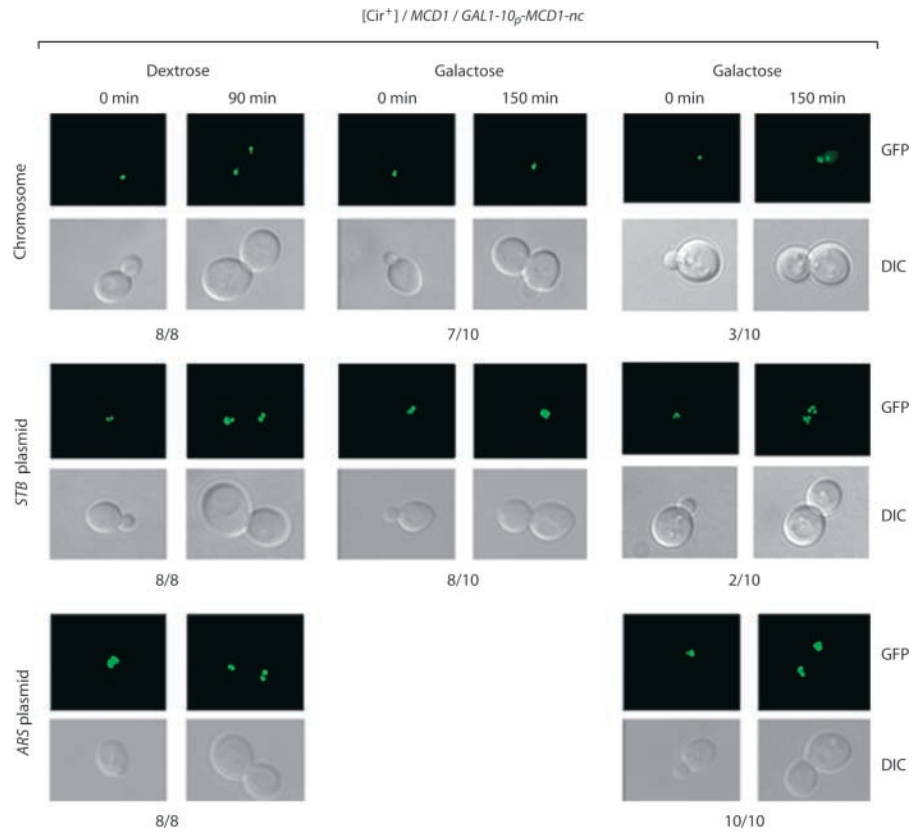 [Cir⁺] / MCD1 / GAL1-10ₚ-MCD1-nc
Dextrose Galactose Galactose
0 min 90 min 0 min 150 min 0 min 150 min
Chromosome
GFP
DIC
8/8 7/10 3/10
STB plasmid
GFP
DIC
8/8 8/10 2/10
ARS plasmid
GFP
DIC
8/8 10/10